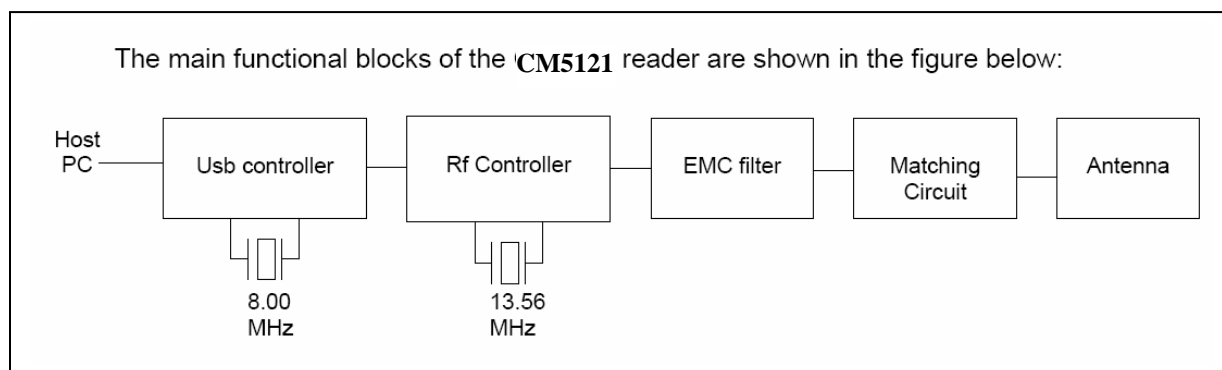 The main functional blocks of the CM5121 reader are shown in the figure below:
Host
PC
Usb controller
Rf Controller
EMC filter
Matching
Circuit
Antenna
8.00
MHz
13.56
MHz